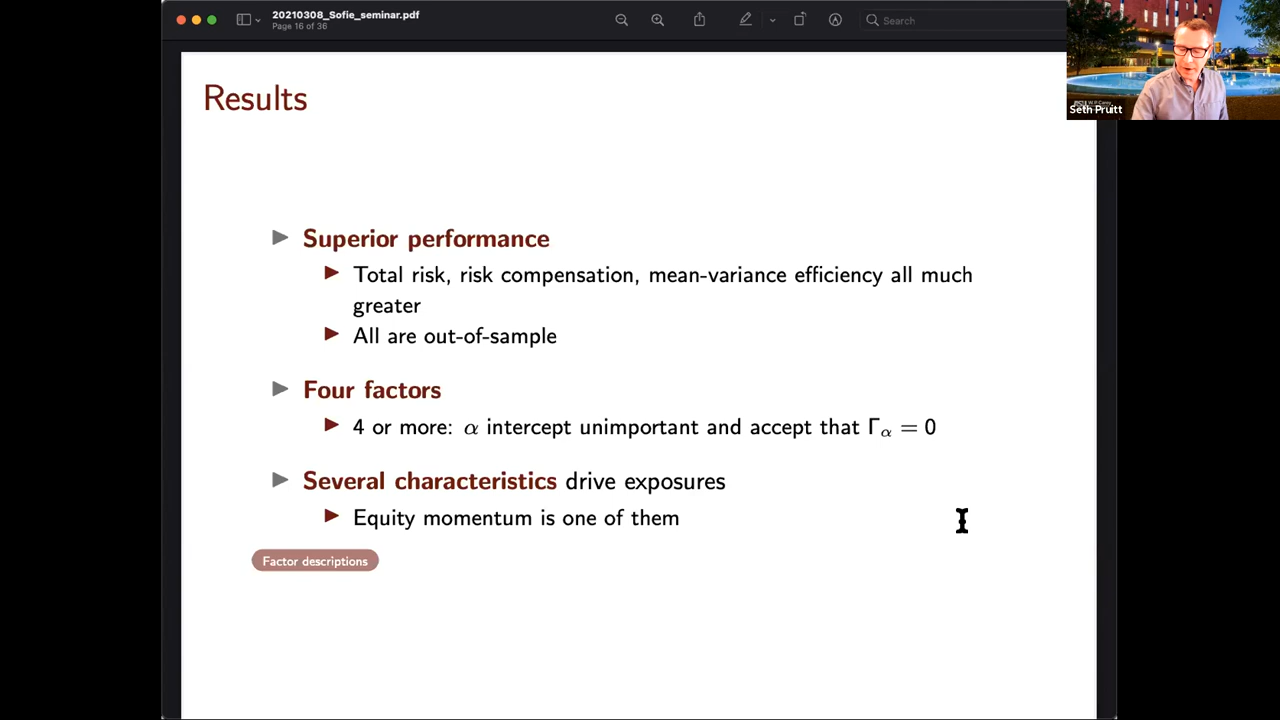 20210308_Sofie_seminar.pdf
Page 16 of 36
Search
Seth Pruitt
Results
Superior performance
Total risk, risk compensation, mean-variance efficiency all much
greater
All are out-of-sample
Four factors
4 or more: α intercept unimportant and accept that Γα = 0
Several characteristics drive exposures
Equity momentum is one of them
Factor descriptions